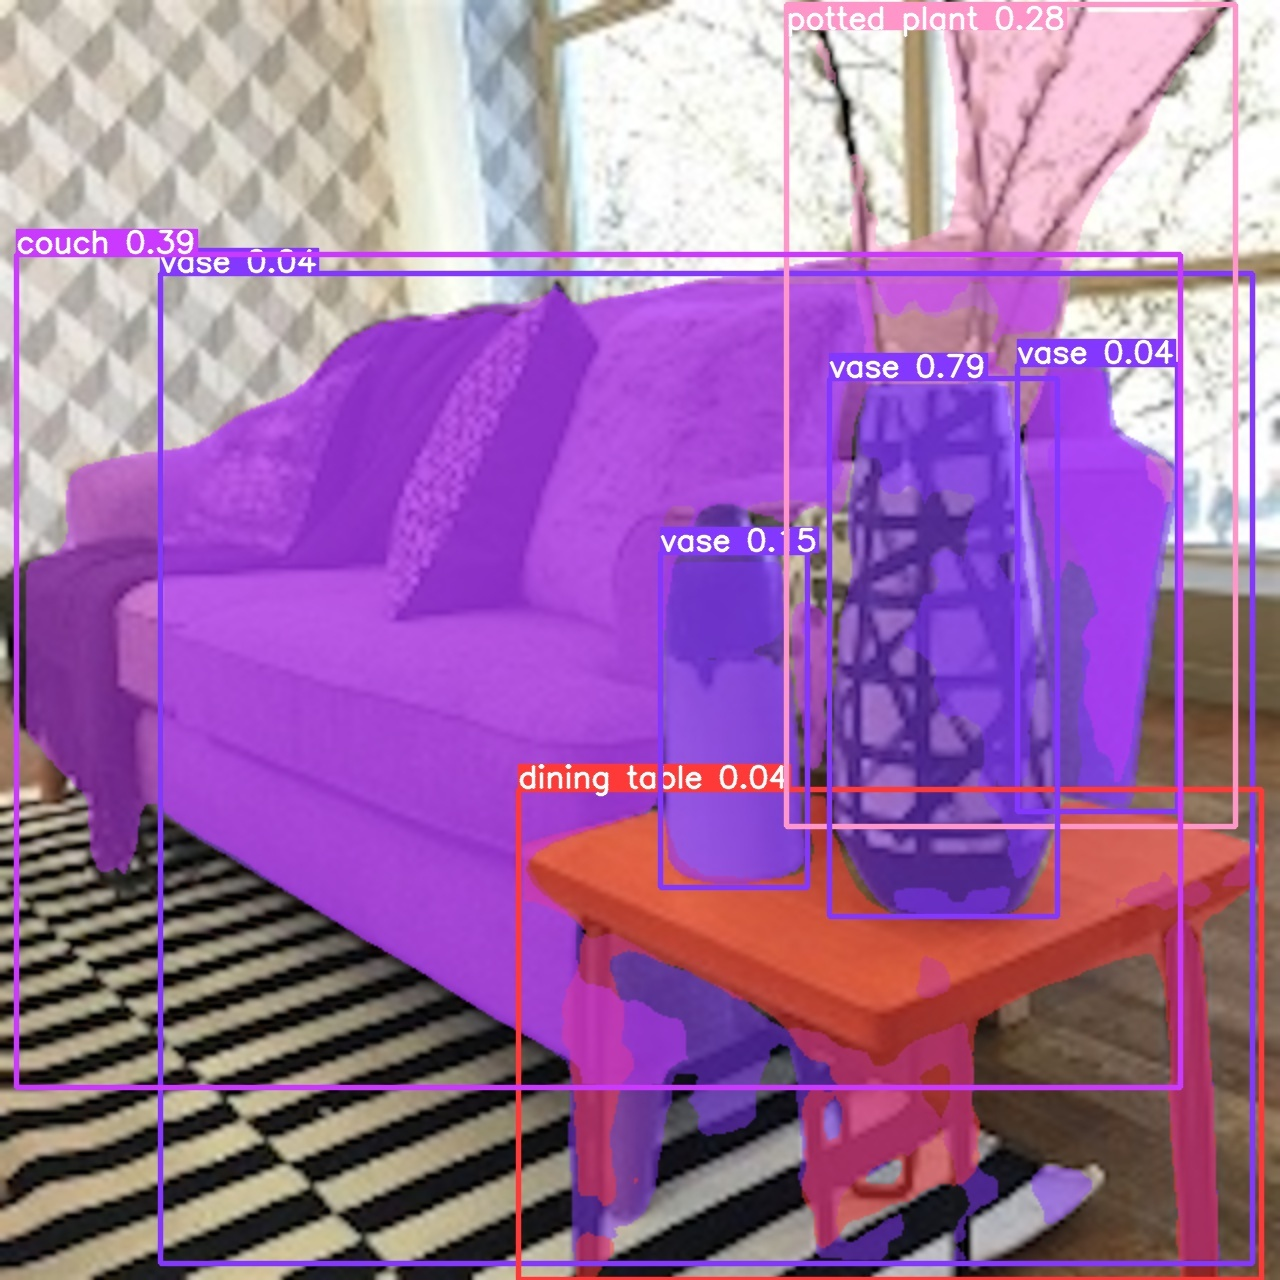 potted plant 0.28
couch 0.39
vase 0.04
vase 0.04
vase 0.79
vase 0.15
dining table 0.04